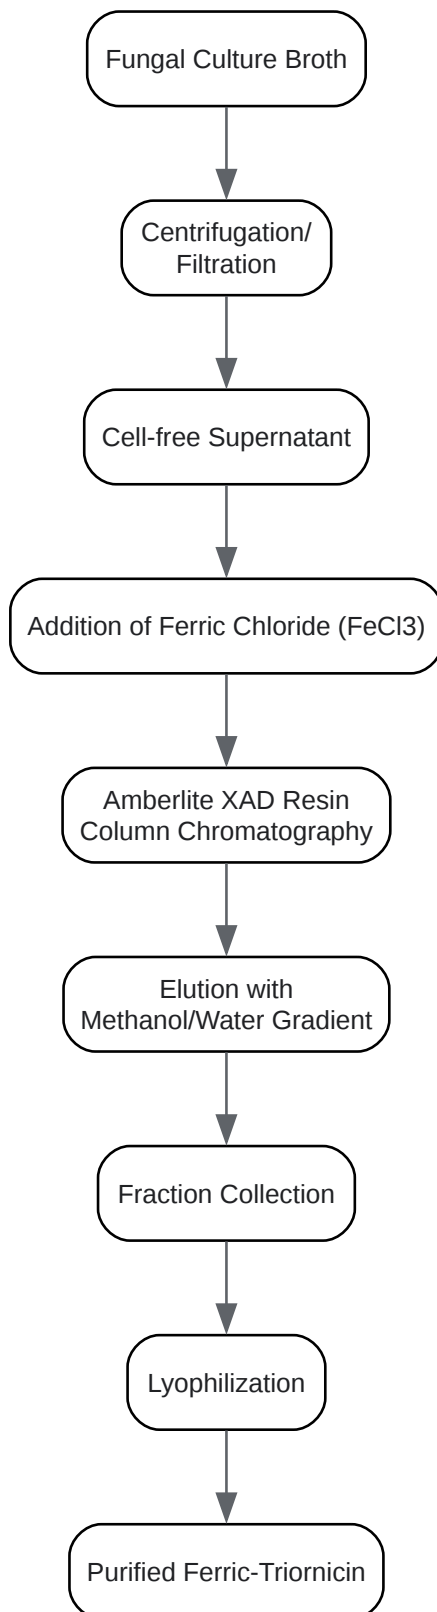 Fungal Culture Broth
Centrifugation/
Filtration
Cell-free Supernatant
Addition of Ferric Chloride (FeCl3)
Amberlite XAD Resin
Column Chromatography
Elution with
Methanol/Water Gradient
Fraction Collection
Lyophilization
Purified Ferric-Triornicin